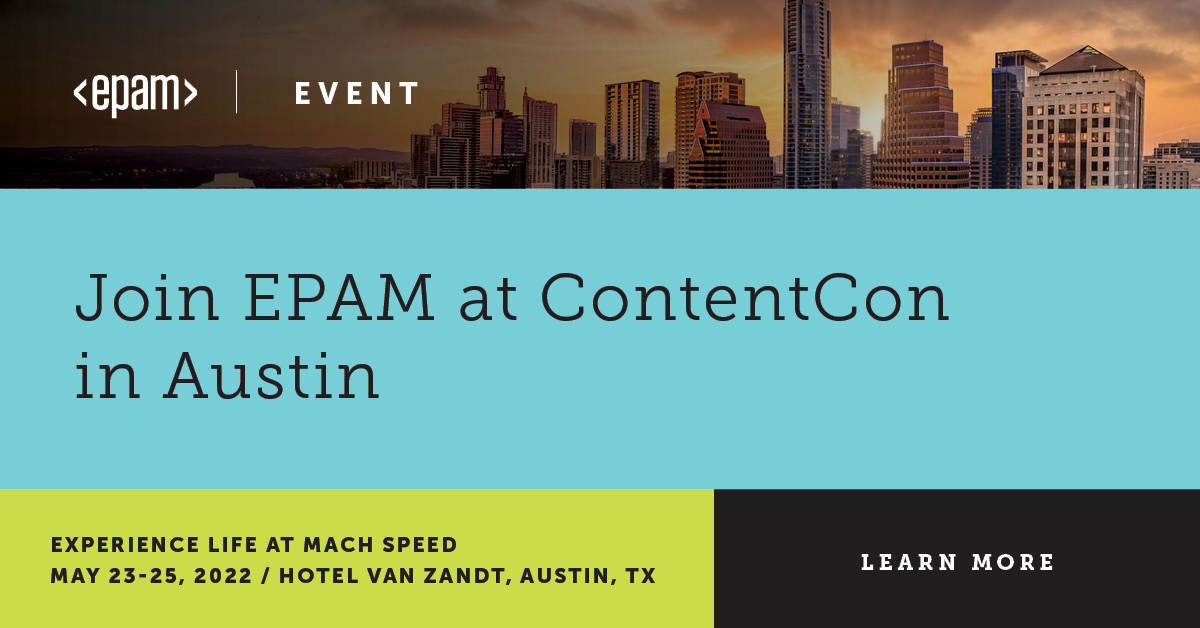 <epam>
EVENT
Join EPAM at ContentCon
in Austin
EXPERIENCE LIFE AT MACH SPEED
MAY 23-25, 2022 / HOTEL VAN ZANDT, AUSTIN, TX
LEARN MORE